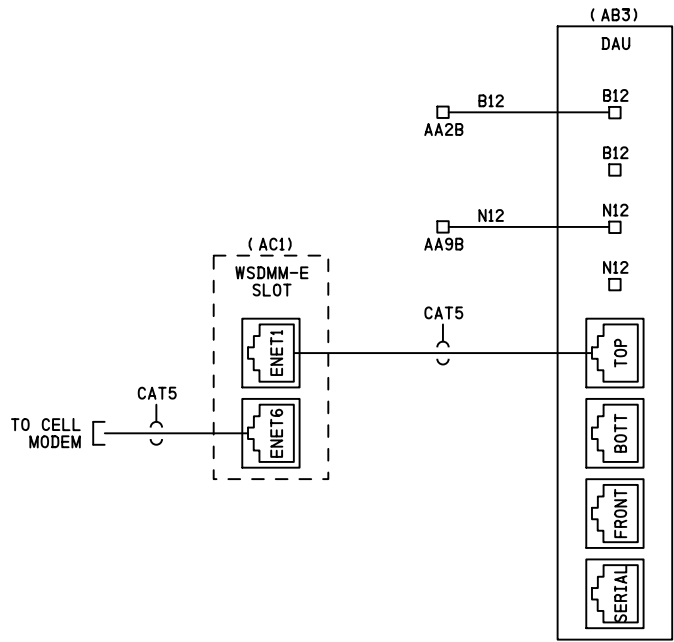 (AB3)
DAU
B12
B12
AA2B
B12
N12
N12
AA9B
N12
(AC1)
WSDMM-E
SLOT
CAT5
ENET1
TOP
CAT5
TO CELL
MODEM
ENET6
BOTT
FRONT
SERIAL